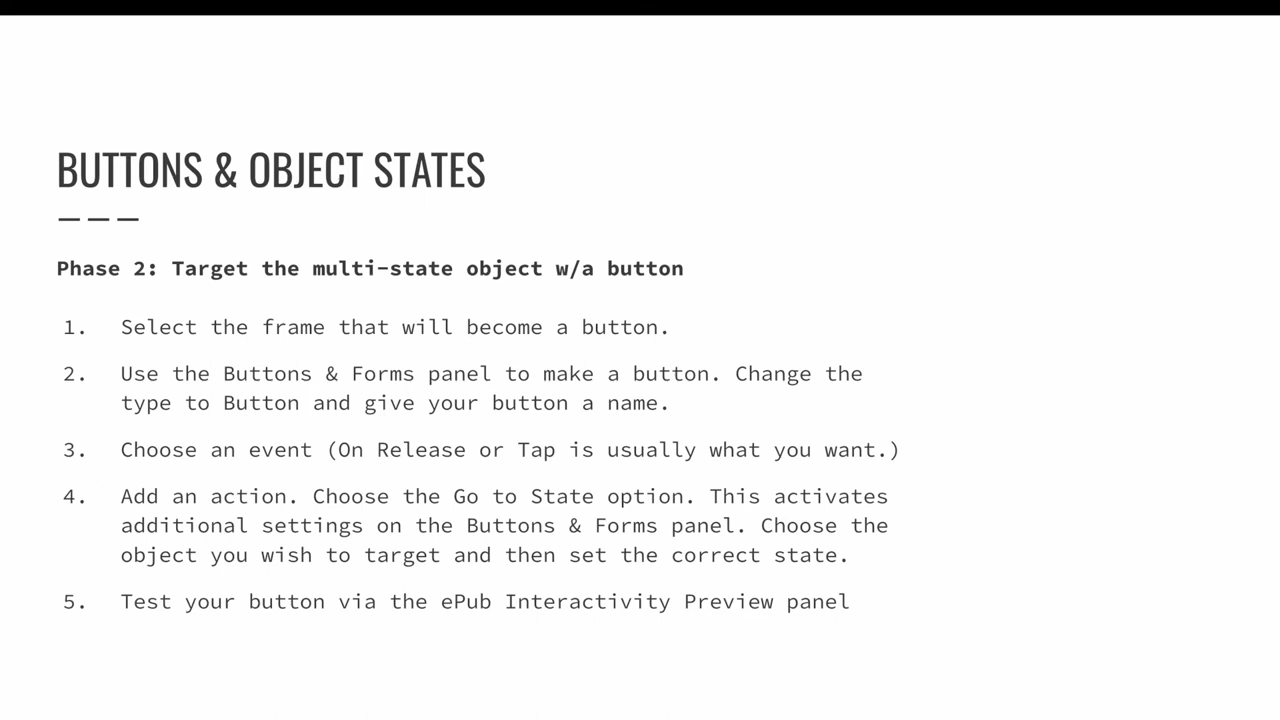 BUTTONS & OBJECT STATES
Phase 2: Target the multi-state object w/a button
1. Select the frame that will become a button.
2. Use the Buttons & Forms panel to make a button. Change the
type to Button and give your button a name.
3. Choose an event (On Release or Tap is usually what you want.)
4. Add an action. Choose the Go to State option. This activates
additional settings on the Buttons & Forms panel. Choose the
object you wish to target and then set the correct state.
5. Test your button via the ePub Interactivity Preview panel